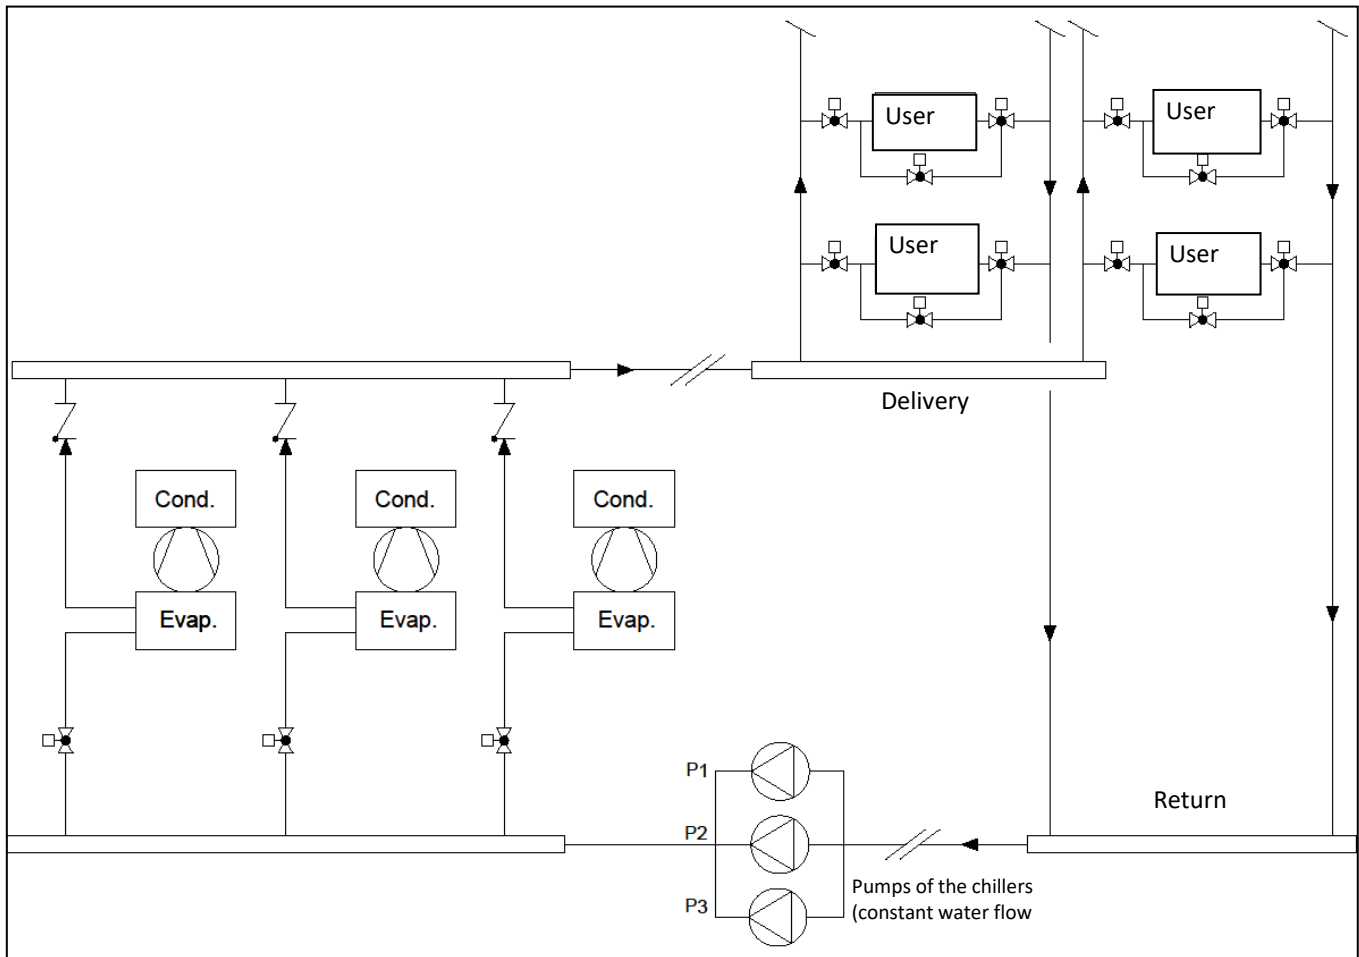 User
User
User
User
Delivery
Cond.
Cond.
Cond.
Evap.
Evap.
Evap.
P1
P2
P3
Return
Pumps of the chillers
(constant water flow